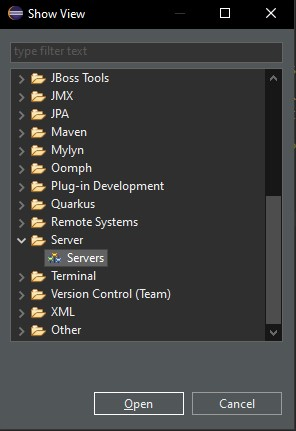 Show View
type filter text
JBoss Tools
JMX
JPA
Maven
Mylyn
Oomph
Plug-in Development
Quarkus
Remote Systems
Server
Servers
Terminal
Version Control (Team)
XML
Other
Open
Cancel